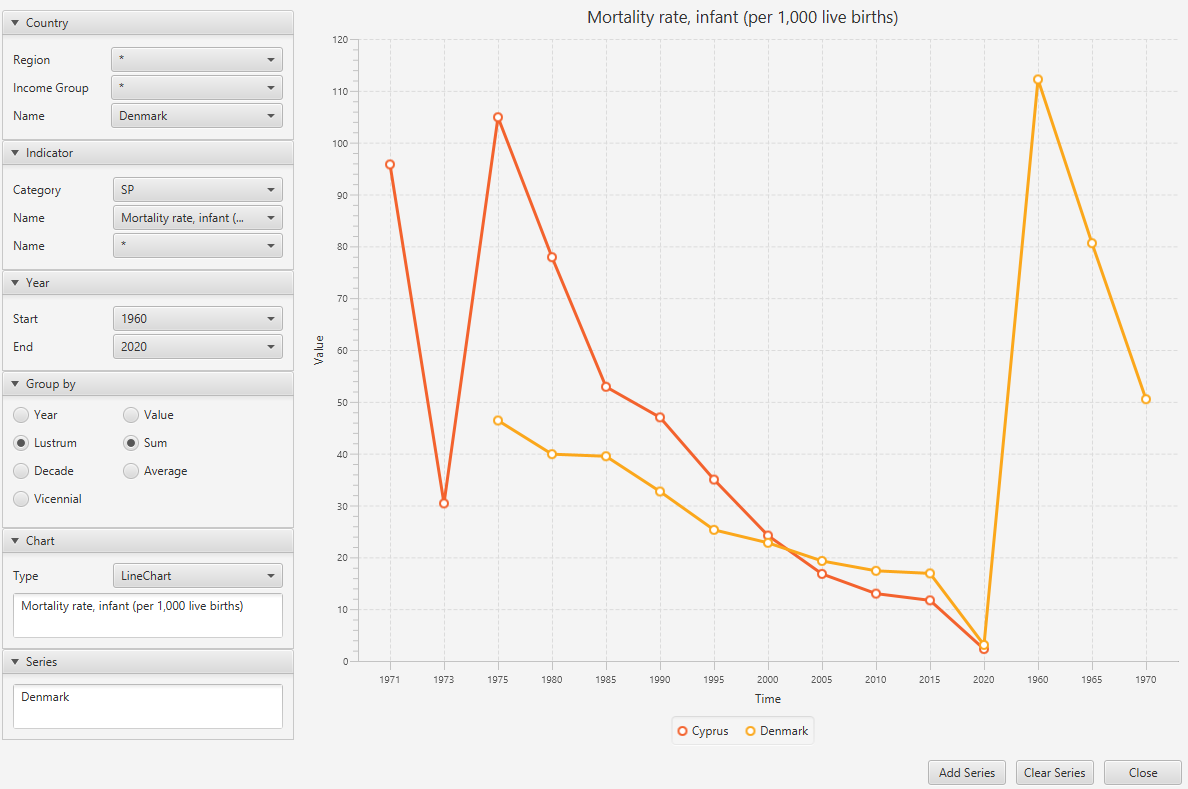 Country
Region *
Income Group *
Name Denmark
Indicator
Category SP
Name Mortality rate, infant (...
Name *
Year
Start 1960
End 2020
Group by
Year Value
Lustrum Sum
Decade Average
Vicennial
Chart
Type LineChart
Mortality rate, infant (per 1,000 live births)
Series
Denmark
Mortality rate, infant (per 1,000 live births)
120
110
100
90
80
70
60
50
40
30
20
10
0
Value
1971 1973 1975 1980 1985 1990 1995 2000 2005 2010 2015 2020 1960 1965 1970
Time
Cyprus Denmark
Add Series Clear Series Close